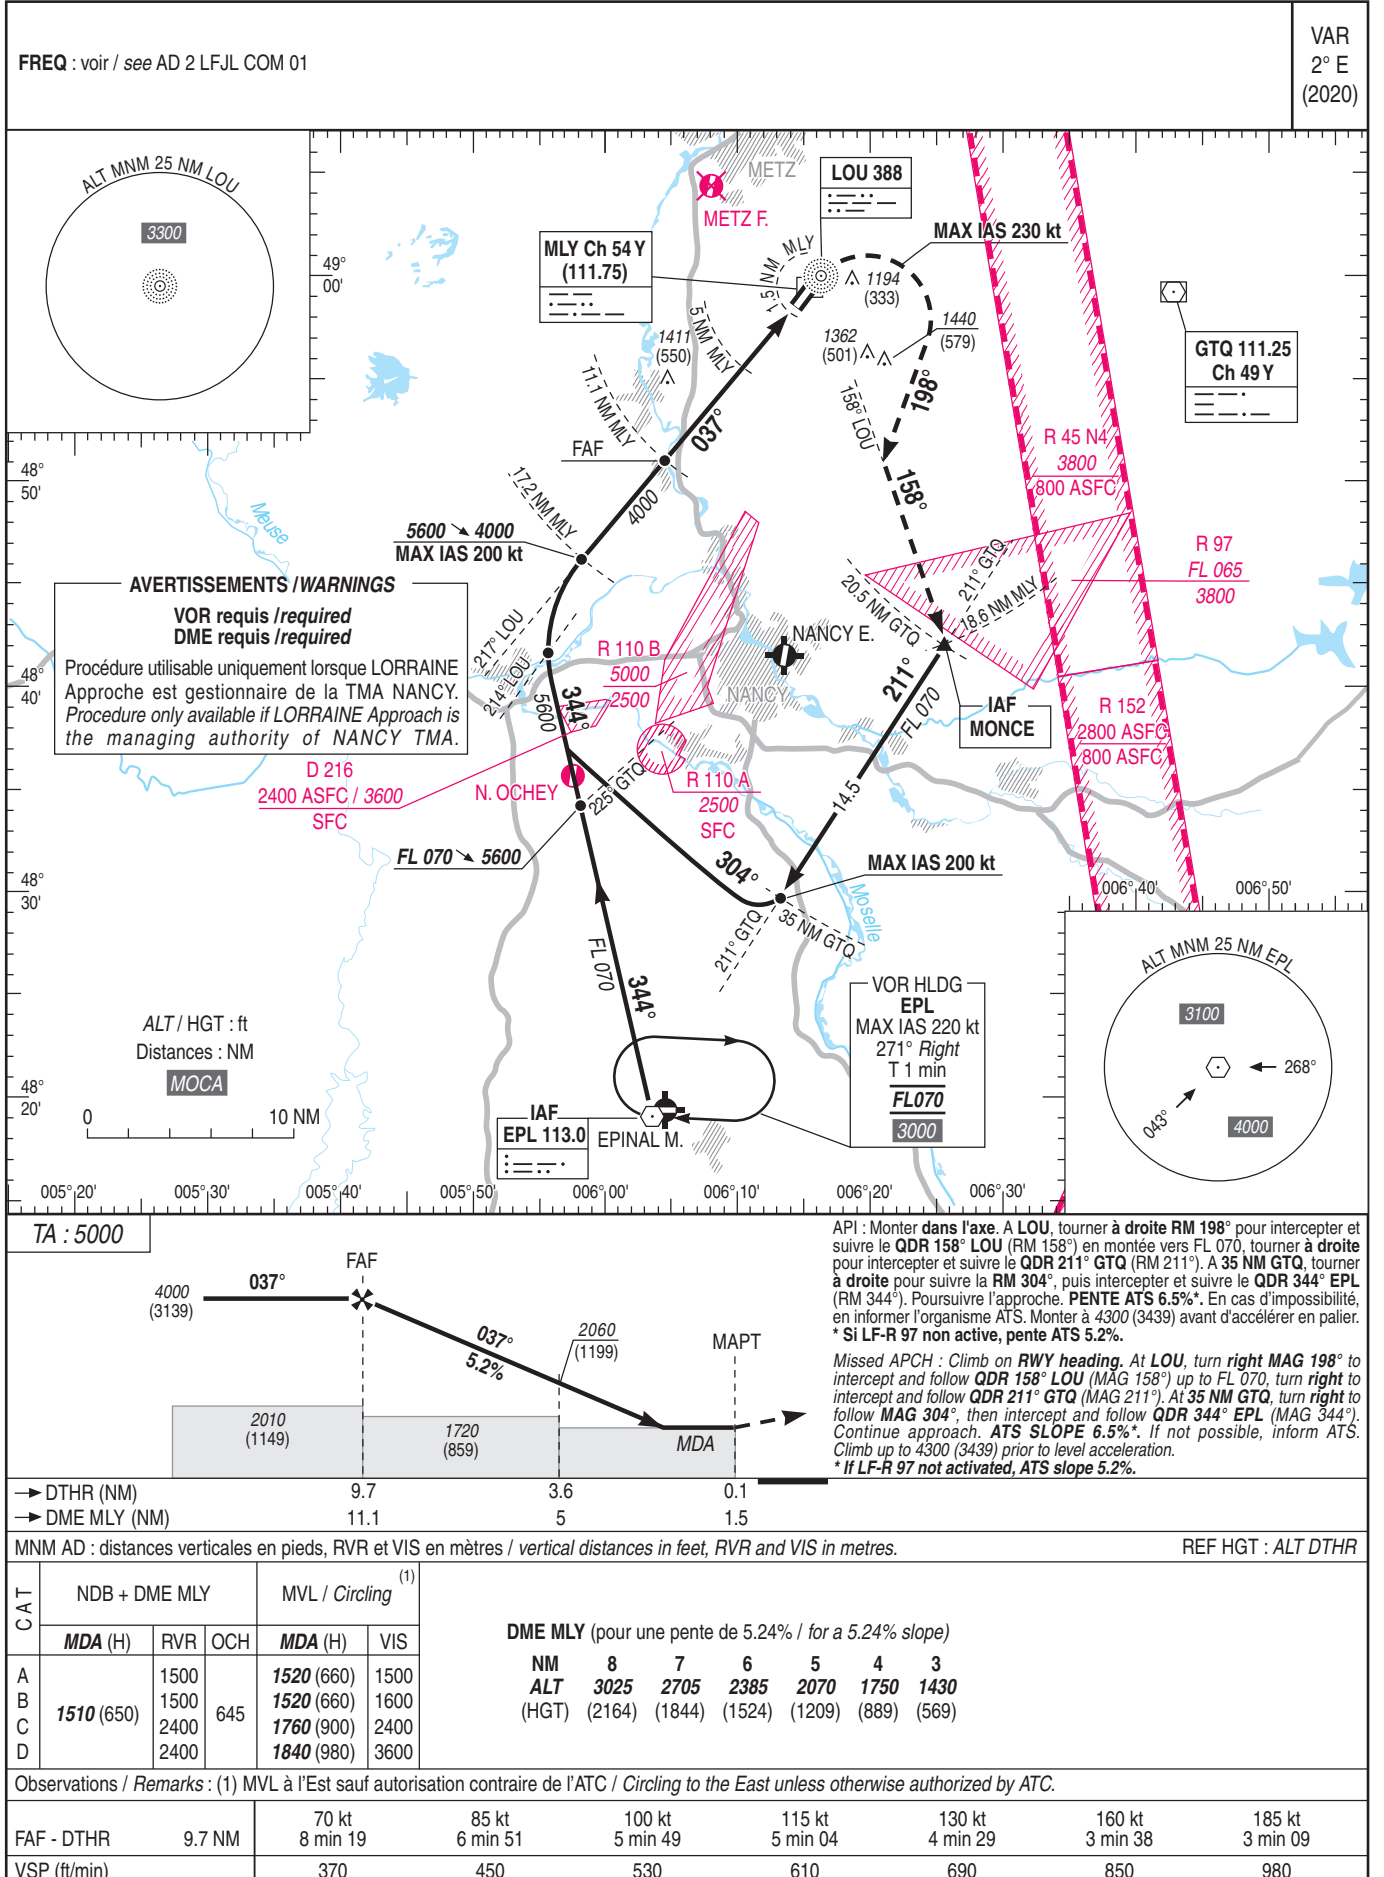 FREQ : voir / see AD 2 LFJL COM 01
VAR
2° E
(2020)
ALT MNM 25 NM LOU
3300
49°
00'
48°
50'
48°
40'
48°
30'
48°
20'
METZ
METZ F.
LOU 388
MLY Ch 54 Y
(111.75)
MAX IAS 230 kt
1.5 NM MLY
1194
(333)
1440
(579)
1362
(501)
1411
(550)
5 NM MLY
11.1 NM MLY
GTQ 111.25
Ch 49 Y
198°
158° LOU
037°
FAF
4000
17.2 NM MLY
5600 ↘ 4000
MAX IAS 200 kt
158°
R 45 N4
3800
800 ASFC
R 97
FL 065
3800
211° GTQ
20.5 NM GTQ
18.6 NM MLY
Meuse
AVERTISSEMENTS / WARNINGS
VOR requis / required
DME requis / required
Procédure utilisable uniquement lorsque LORRAINE
Approche est gestionnaire de la TMA NANCY.
Procedure only available if LORRAINE Approach is
the managing authority of NANCY TMA.
217° LOU
214° LOU
R 110 B
5000
2500
NANCY E.
NANCY
344°
5600
211°
FL 070
IAF
MONCE
R 152
2800 ASFC
800 ASFC
D 216
2400 ASFC / 3600
SFC
N. OCHEY
225° GTQ
R 110 A
2500
SFC
14.5
FL 070 ↘ 5600
304°
MAX IAS 200 kt
211° GTQ
35 NM GTQ
Moselle
006° 40'
006° 50'
FL 070
344°
VOR HLDG
EPL
MAX IAS 220 kt
271° Right
T 1 min
FL070
3000
ALT MNM 25 NM EPL
3100
268°
043°
4000
ALT / HGT : ft
Distances : NM
MOCA
0 10 NM
IAF
EPL 113.0
EPINAL M.
005° 20' 005° 30' 005° 40' 005° 50' 006° 00' 006° 10' 006° 20' 006° 30'
TA : 5000
API : Monter dans l'axe. A LOU, tourner à droite RM 198° pour intercepter et
suivre le QDR 158° LOU (RM 158°) en montée vers FL 070, tourner à droite
pour intercepter et suivre le QDR 211° GTQ (RM 211°). A 35 NM GTQ, tourner
à droite pour suivre la RM 304°, puis intercepter et suivre le QDR 344° EPL
(RM 344°). Poursuivre l'approche. PENTE ATS 6.5%*. En cas d'impossibilité,
en informer l'organisme ATS. Monter à 4300 (3439) avant d'accélérer en palier.
* Si LF-R 97 non active, pente ATS 5.2%.
Missed APCH : Climb on RWY heading. At LOU, turn right MAG 198° to
intercept and follow QDR 158° LOU (MAG 158°) up to FL 070, turn right to
intercept and follow QDR 211° GTQ (MAG 211°). At 35 NM GTQ, turn right to
follow MAG 304°, then intercept and follow QDR 344° EPL (MAG 344°).
Continue approach. ATS SLOPE 6.5%*. If not possible, inform ATS.
Climb up to 4300 (3439) prior to level acceleration.
* If LF-R 97 not activated, ATS slope 5.2%.
FAF
4000
(3139)
037°
037°
5.2%
2060
(1199)
MAPT
2010
(1149)
1720
(859)
MDA
→ DTHR (NM) 9.7 3.6 0.1
→ DME MLY (NM) 11.1 5 1.5
MNM AD : distances verticales en pieds, RVR et VIS en mètres / vertical distances in feet, RVR and VIS in metres. REF HGT : ALT DTHR
CAT NDB + DME MLY MVL / Circling (1)
MDA (H) RVR OCH MDA (H) VIS
A 1500 1520 (660) 1500
B 1500 1520 (660) 1600
1510 (650) 645
C 2400 1760 (900) 2400
D 2400 1840 (980) 3600
DME MLY (pour une pente de 5.24% / for a 5.24% slope)
NM 8 7 6 5 4 3
ALT 3025 2705 2385 2070 1750 1430
(HGT) (2164) (1844) (1524) (1209) (889) (569)
Observations / Remarks : (1) MVL à l'Est sauf autorisation contraire de l'ATC / Circling to the East unless otherwise authorized by ATC.
70 kt 85 kt 100 kt 115 kt 130 kt 160 kt 185 kt
FAF - DTHR 9.7 NM 8 min 19 6 min 51 5 min 49 5 min 04 4 min 29 3 min 38 3 min 09
VSP (ft/min) 370 450 530 610 690 850 980